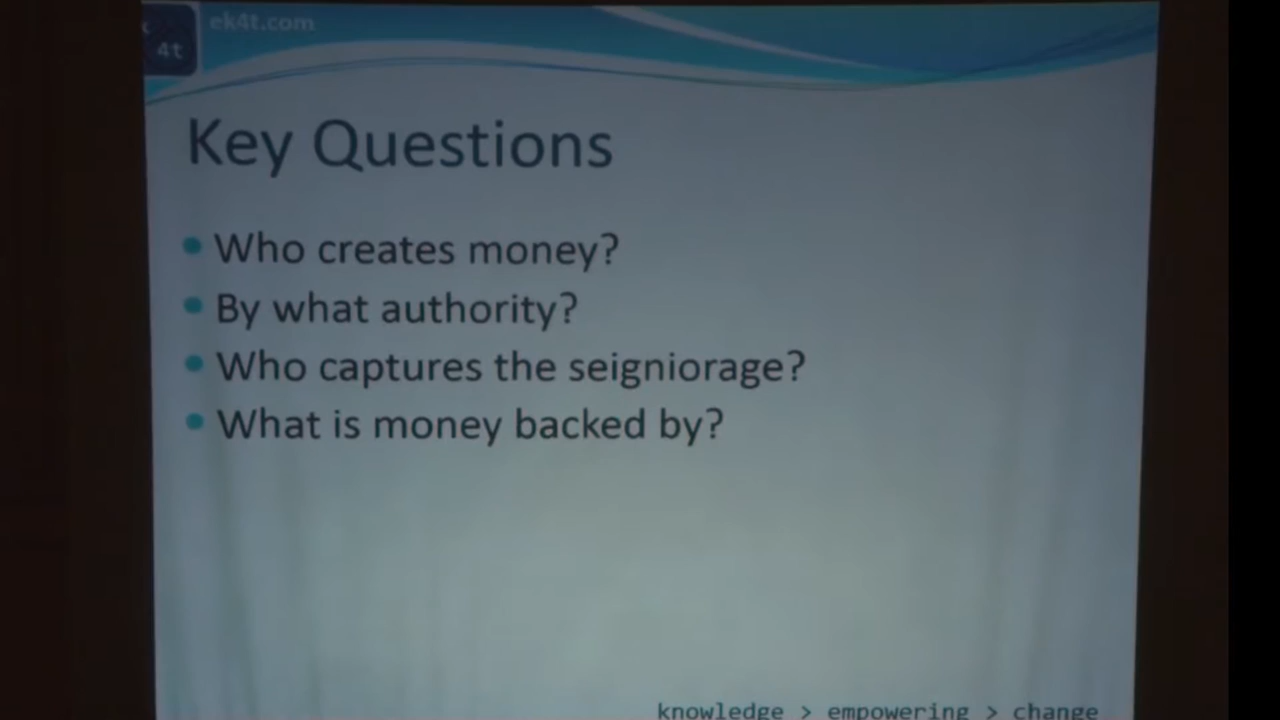 ek4t.com
4t
Key Questions
Who creates money?
By what authority?
Who captures the seigniorage?
What is money backed by?
knowledge > empowering > change